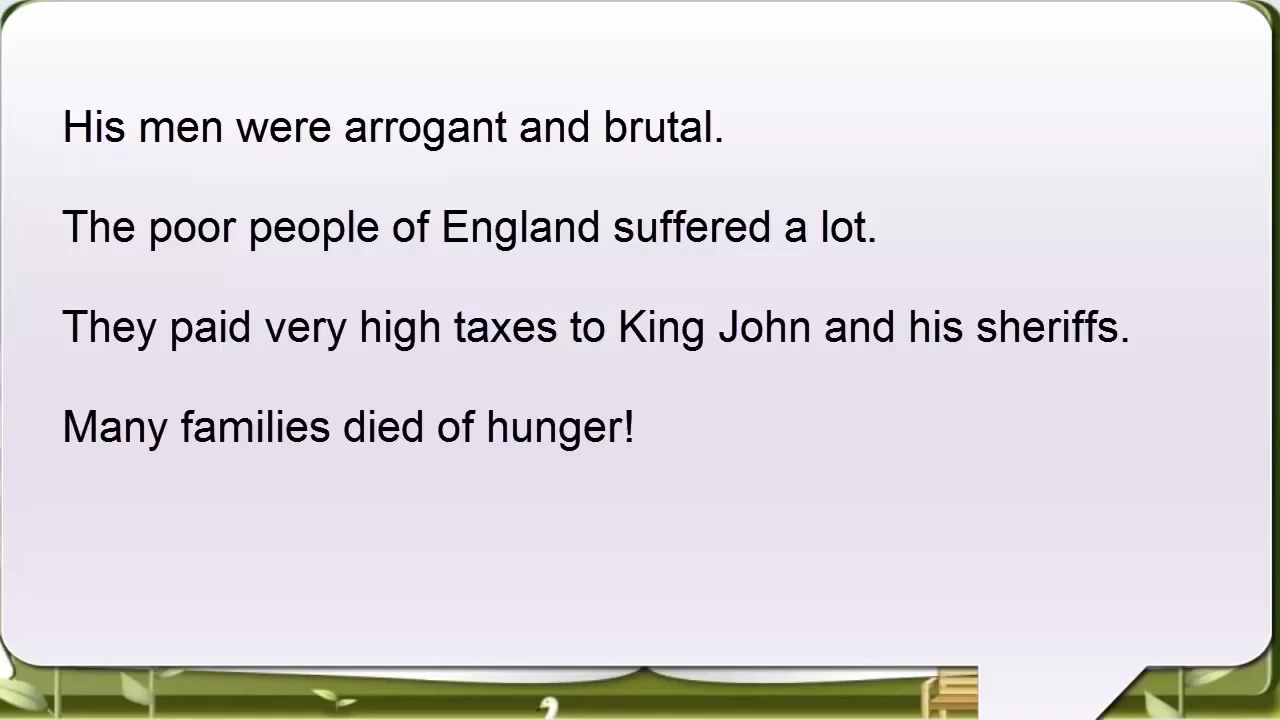 His men were arrogant and brutal.
The poor people of England suffered a lot.
They paid very high taxes to King John and his sheriffs.
Many families died of hunger!